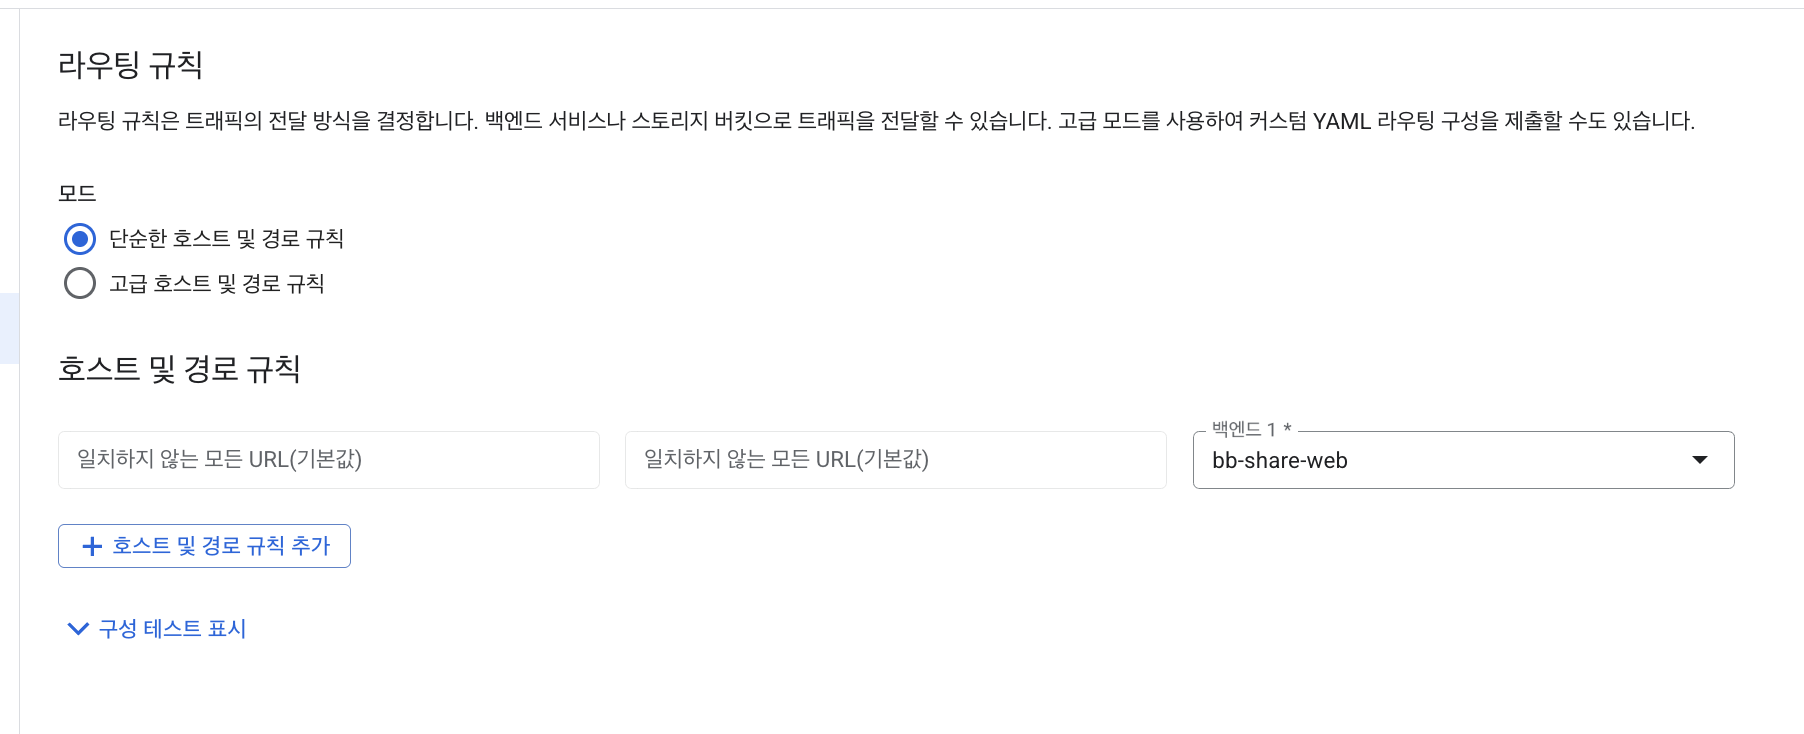 라우팅 규칙
라우팅 규칙은 트래픽의 전달 방식을 결정합니다. 백엔드 서비스나 스토리지 버킷으로 트래픽을 전달할 수 있습니다. 고급 모드를 사용하여 커스텀 YAML 라우팅 구성을 제출할 수도 있습니다.
모드
단순한 호스트 및 경로 규칙
고급 호스트 및 경로 규칙
호스트 및 경로 규칙
일치하지 않는 모든 URL(기본값)
일치하지 않는 모든 URL(기본값)
백엔드 1 *
bb-share-web
호스트 및 경로 규칙 추가
구성 테스트 표시